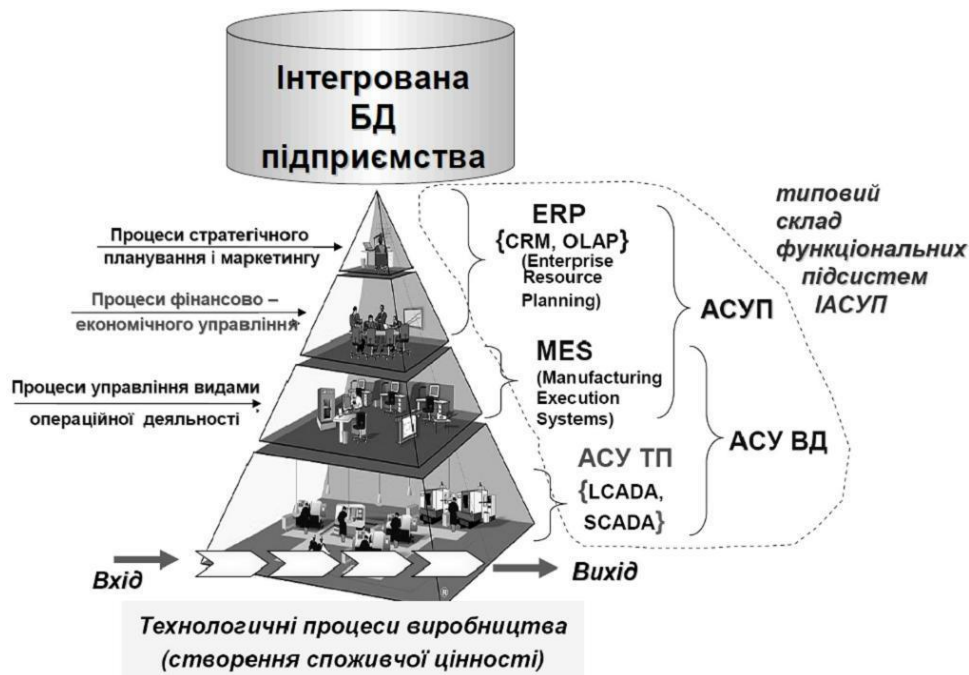 Інтегрована
БД
підприємства
Процеси стратегічного
планування і маркетингу
Процеси фінансово –
економічного управління
Процеси управління видами
операційної деяльності
ERP
{CRM, OLAP}
(Enterprise
Resource
Planning)
MES
(Manufacturing
Execution
Systems)
АСУ ТП
{LCADA,
SCADA}
АСУП
АСУ ВД
типовий
склад
функціональних
підсистем
ІАСУП
Вхід
Вихід
Технологичні процеси виробництва
(створення споживчої цінності)